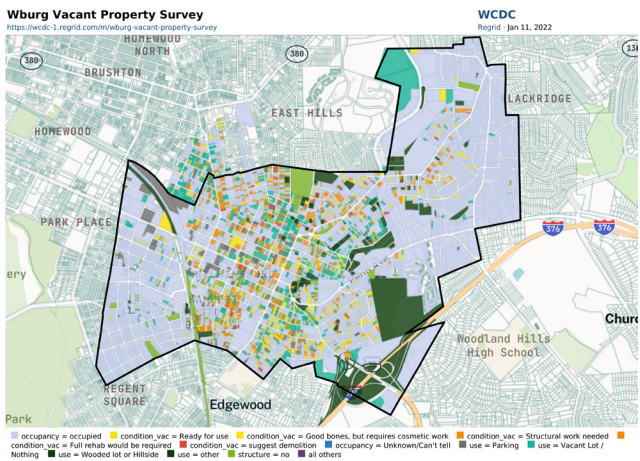 Wburg Vacant Property Survey
WCDC
https://wcdc-1.regrid.com/m/wburg-vacant-property-survey
Regrid · Jan 11, 2022
HOMEWOOD
NORTH
380
380
BRUSHTON
LACKRIDGE
EAST HILLS
HOMEWOOD
PARK PLACE
376
376
ery
Churc
Woodland Hills
High School
REGENT
SQUARE
Edgewood
Park
occupancy = occupied condition_vac = Ready for use condition_vac = Good bones, but requires cosmetic work condition_vac = Structural work needed
condition_vac = Full rehab would be required condition_vac = suggest demolition occupancy = Unknown/Can't tell use = Parking use = Vacant Lot /
Nothing use = Wooded lot or Hillside use = other structure = no all others